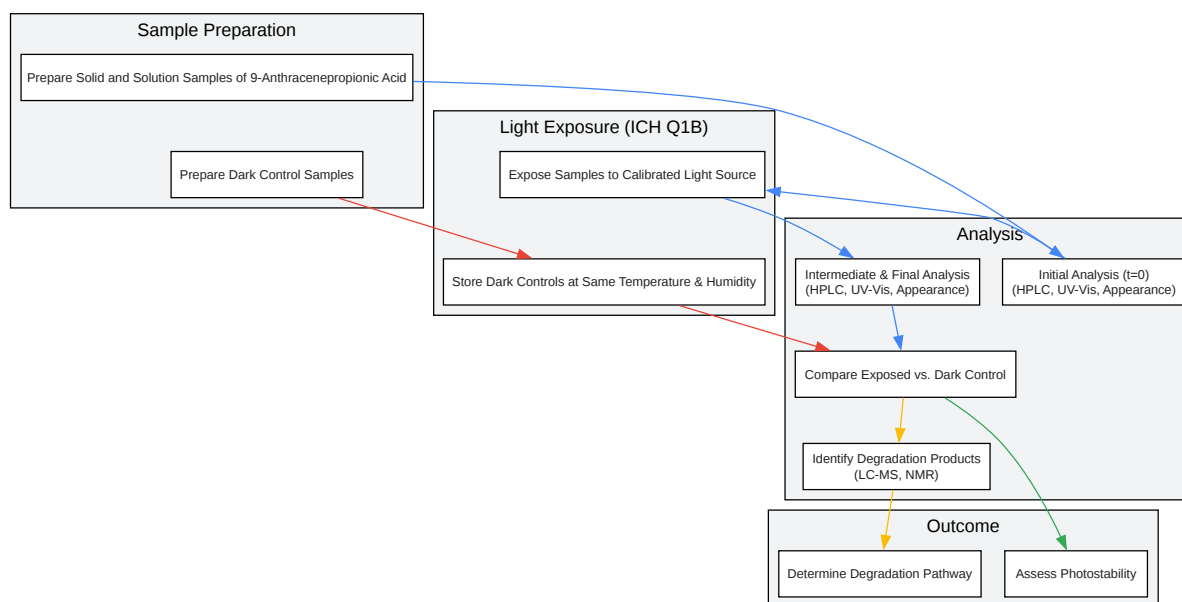 Sample Preparation
Prepare Solid and Solution Samples of 9-Anthracenepropionic Acid
Prepare Dark Control Samples
Light Exposure (ICH Q1B)
Expose Samples to Calibrated Light Source
Store Dark Controls at Same Temperature & Humidity
Analysis
Intermediate & Final Analysis
(HPLC, UV-Vis, Appearance)
Initial Analysis (t=0)
(HPLC, UV-Vis, Appearance)
Compare Exposed vs. Dark Control
Identify Degradation Products
(LC-MS, NMR)
Outcome
Determine Degradation Pathway
Assess Photostability